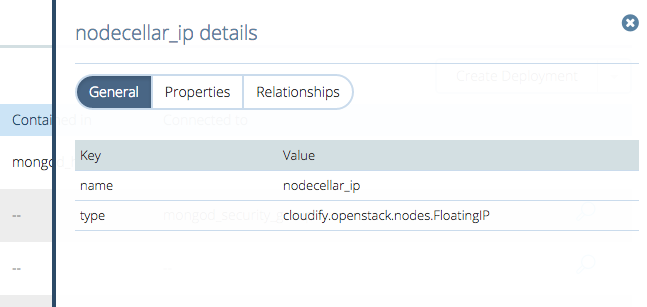 nodecellar_ip details
Create Deployment
General Properties Relationships
Contained in
Connected to
Key Value
mongod_
name nodecellar_ip
type cloudify.openstack.nodes.FloatingIP
--
mongod_security_
--